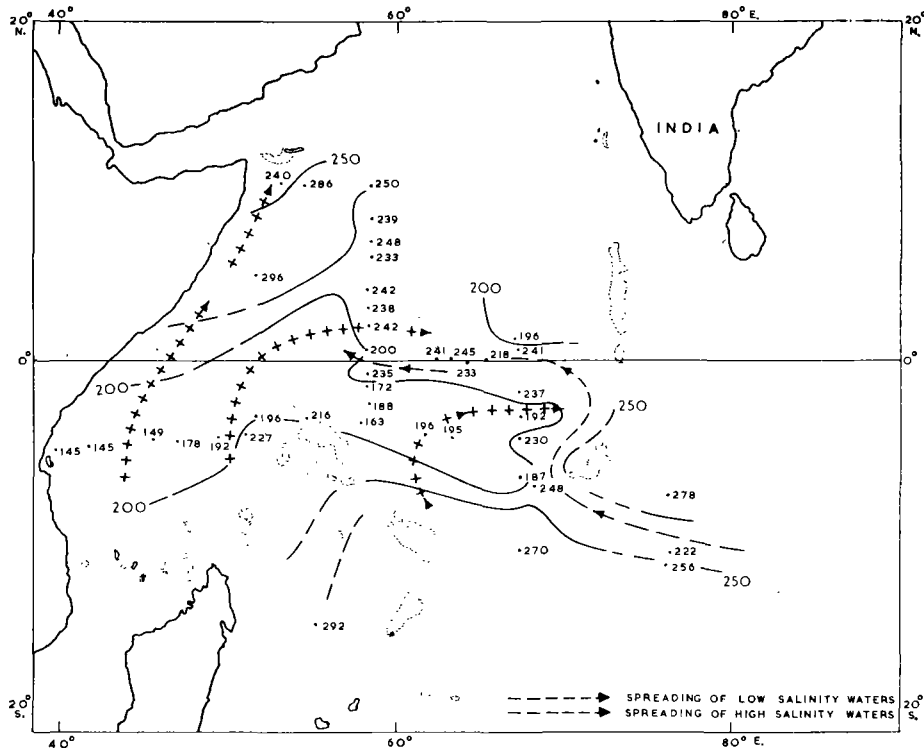 20° 40° 60° 80° E. 20°
N. N.
INDIA
250
240 286 250
239
248
233
296
242
200
238
242 196
0° 200 241 245 218 241 0°
235 233
172 237
200
188 250
196 216 192
163
149 196 195 230
145 145 178 192 227
187
248 278
200
222
270 256
250
292
20° SPREADING OF LOW SALINITY WATERS 20°
S. SPREADING OF HIGH SALINITY WATERS S.
40° 60° 80° E